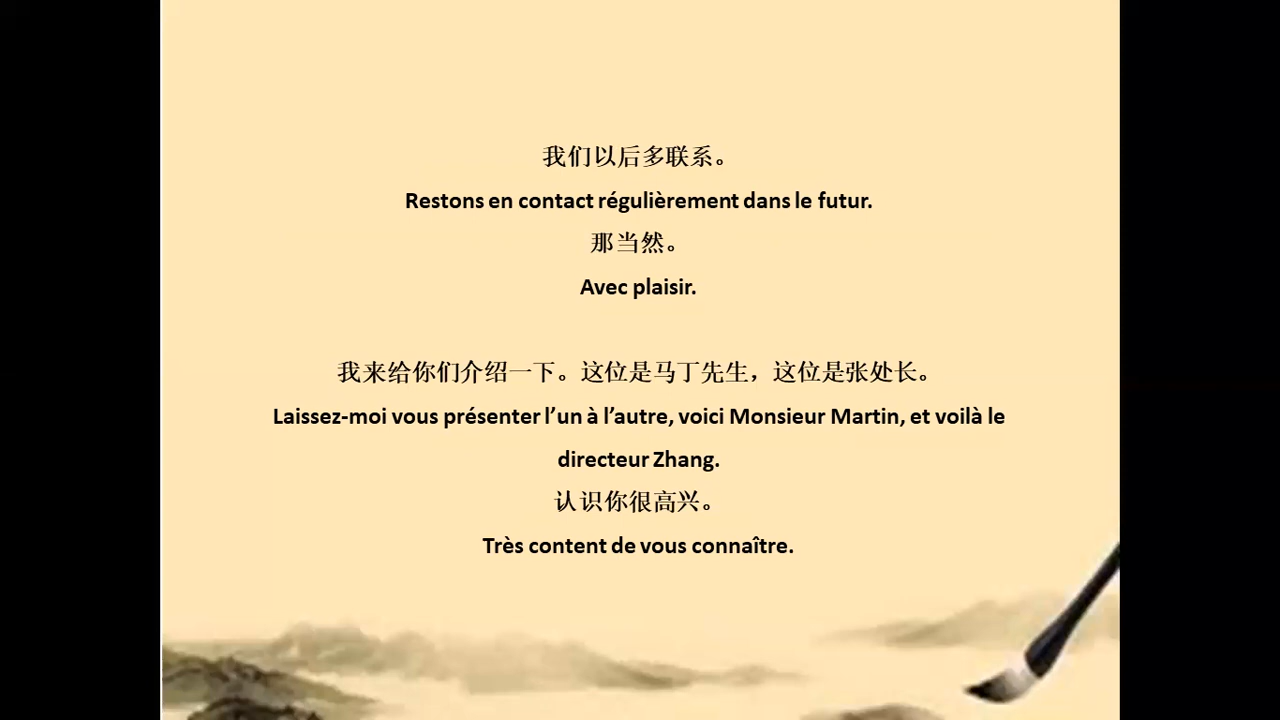 我们以后多联系。
Restons en contact régulièrement dans le futur.
那当然。
Avec plaisir.
我来给你们介绍一下。这位是马丁先生，这位是张处长。
Laissez-moi vous présenter l’un à l’autre, voici Monsieur Martin, et voilà le
directeur Zhang.
认识你很高兴。
Très content de vous connaître.